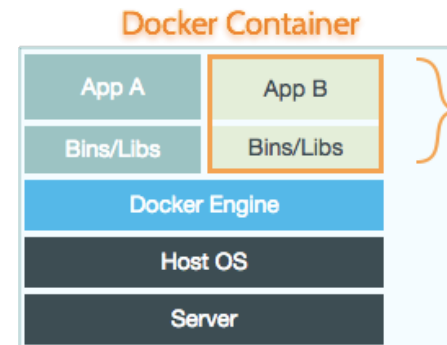 Docker Container
App A App B
Bins/Libs Bins/Libs
Docker Engine
Host OS
Server